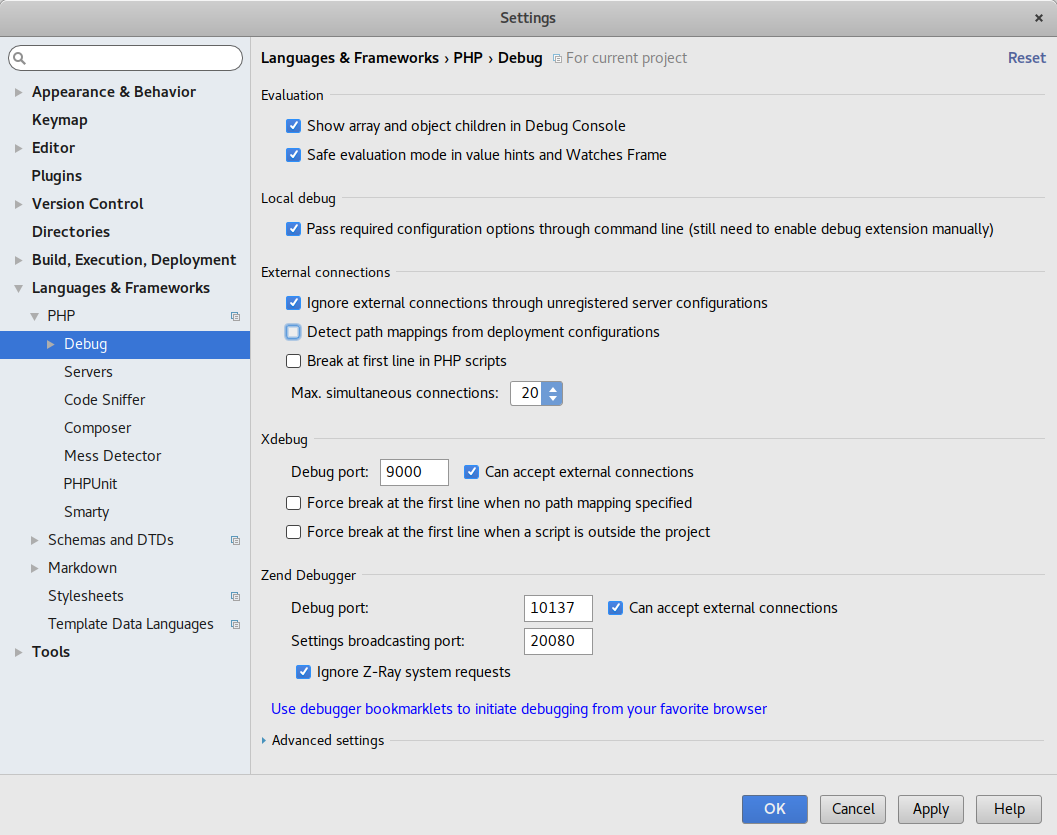 Settings
Languages & Frameworks › PHP › Debug For current project Reset
Appearance & Behavior
Keymap
Editor
Plugins
Version Control
Directories
Build, Execution, Deployment
Languages & Frameworks
PHP
Debug
Servers
Code Sniffer
Composer
Mess Detector
PHPUnit
Smarty
Schemas and DTDs
Markdown
Stylesheets
Template Data Languages
Tools
Evaluation
Show array and object children in Debug Console
Safe evaluation mode in value hints and Watches Frame
Local debug
Pass required configuration options through command line (still need to enable debug extension manually)
External connections
Ignore external connections through unregistered server configurations
Detect path mappings from deployment configurations
Break at first line in PHP scripts
Max. simultaneous connections: 20
Xdebug
Debug port: 9000 Can accept external connections
Force break at the first line when no path mapping specified
Force break at the first line when a script is outside the project
Zend Debugger
Debug port: 10137 Can accept external connections
Settings broadcasting port: 20080
Ignore Z-Ray system requests
Use debugger bookmarklets to initiate debugging from your favorite browser
Advanced settings
OK Cancel Apply Help